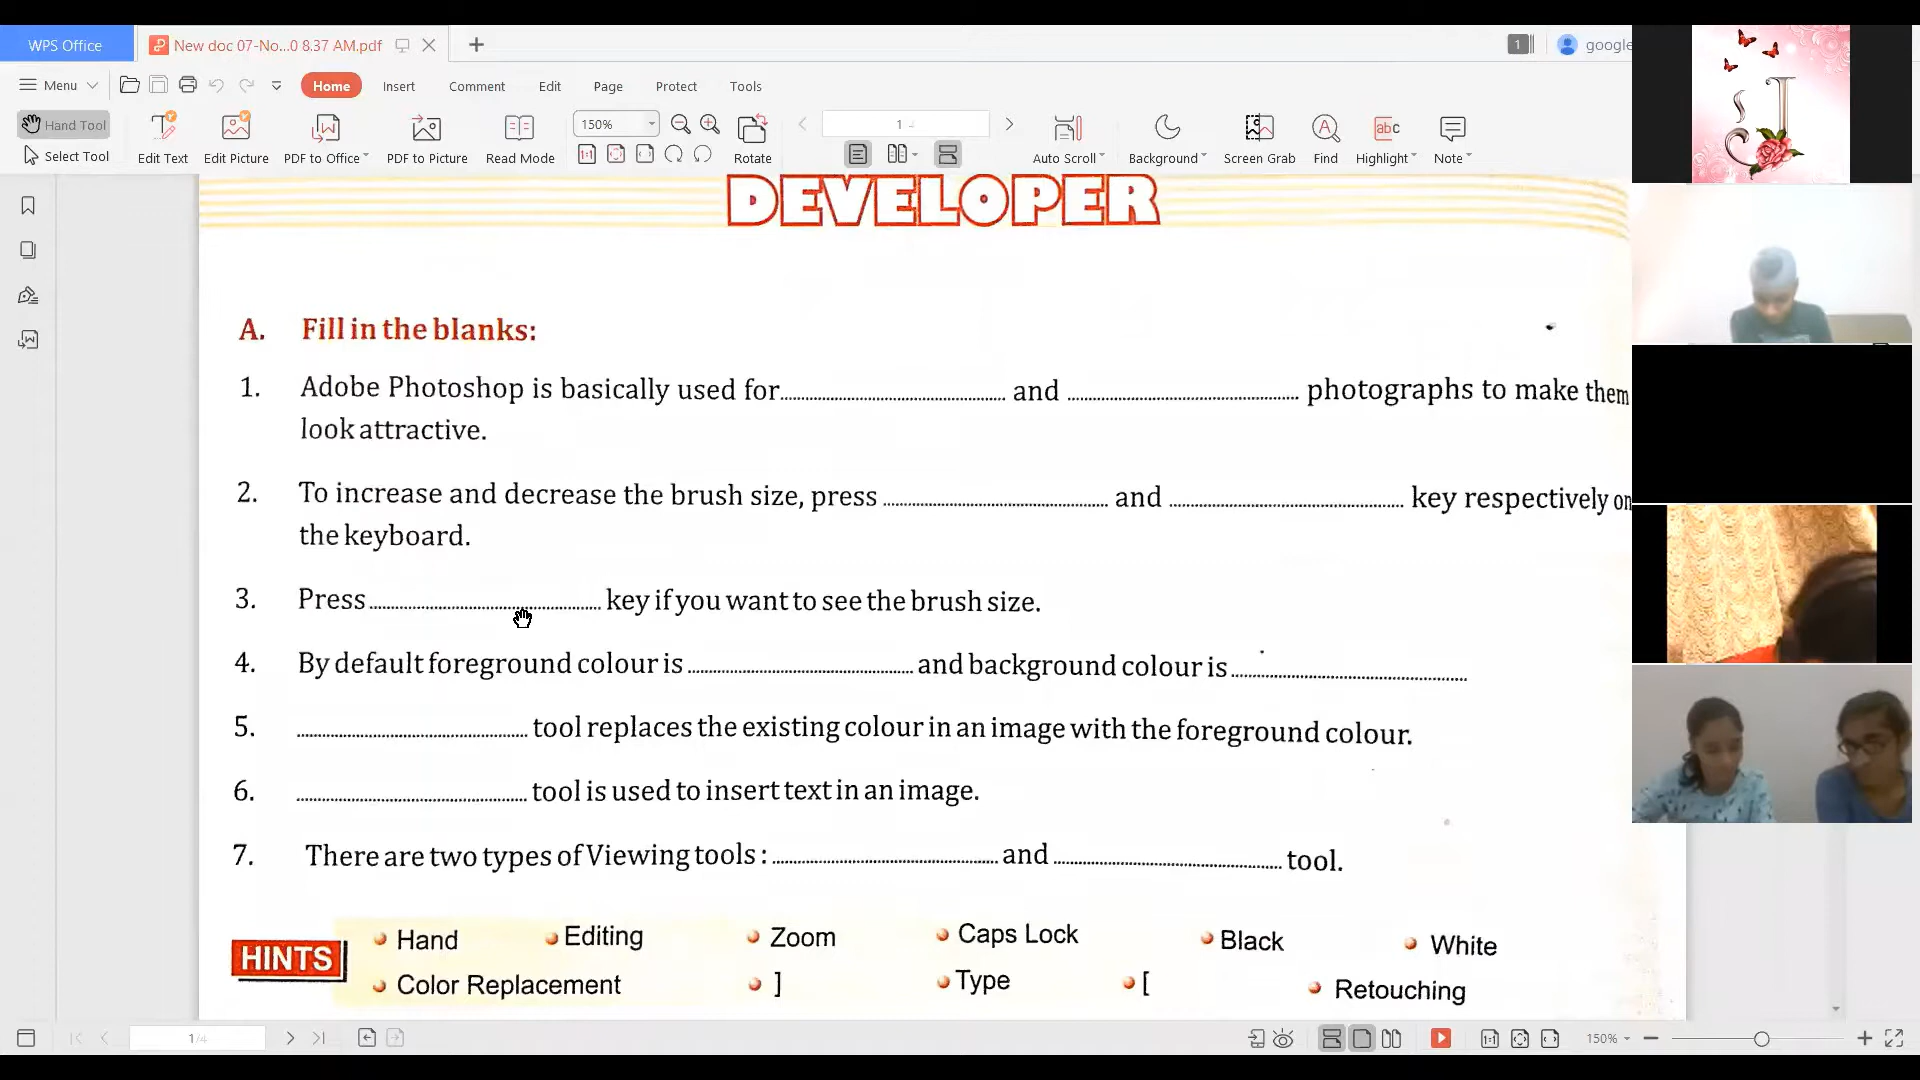 WPS Office
New doc 07-No...0 8.37 AM.pdf
1
google
Menu
Home
Insert
Comment
Edit
Page
Protect
Tools
Hand Tool
Select Tool
Edit Text
Edit Picture
PDF to Office
PDF to Picture
Read Mode
150%
Rotate
Auto Scroll
Background
Screen Grab
Find
Highlight
Note
DEVELOPER
A. Fill in the blanks:
1. Adobe Photoshop is basically used for .................... and .................... photographs to make them
look attractive.
2. To increase and decrease the brush size, press .................... and .................... key respectively on
the keyboard.
3. Press .................... key if you want to see the brush size.
4. By default foreground colour is .................... and background colour is ....................
5. .................... tool replaces the existing colour in an image with the foreground colour.
6. .................... tool is used to insert text in an image.
7. There are two types of Viewing tools : .................... and .................... tool.
HINTS
Hand
Editing
Zoom
Caps Lock
Black
White
Color Replacement
]
Type
[
Retouching
1/4
150%